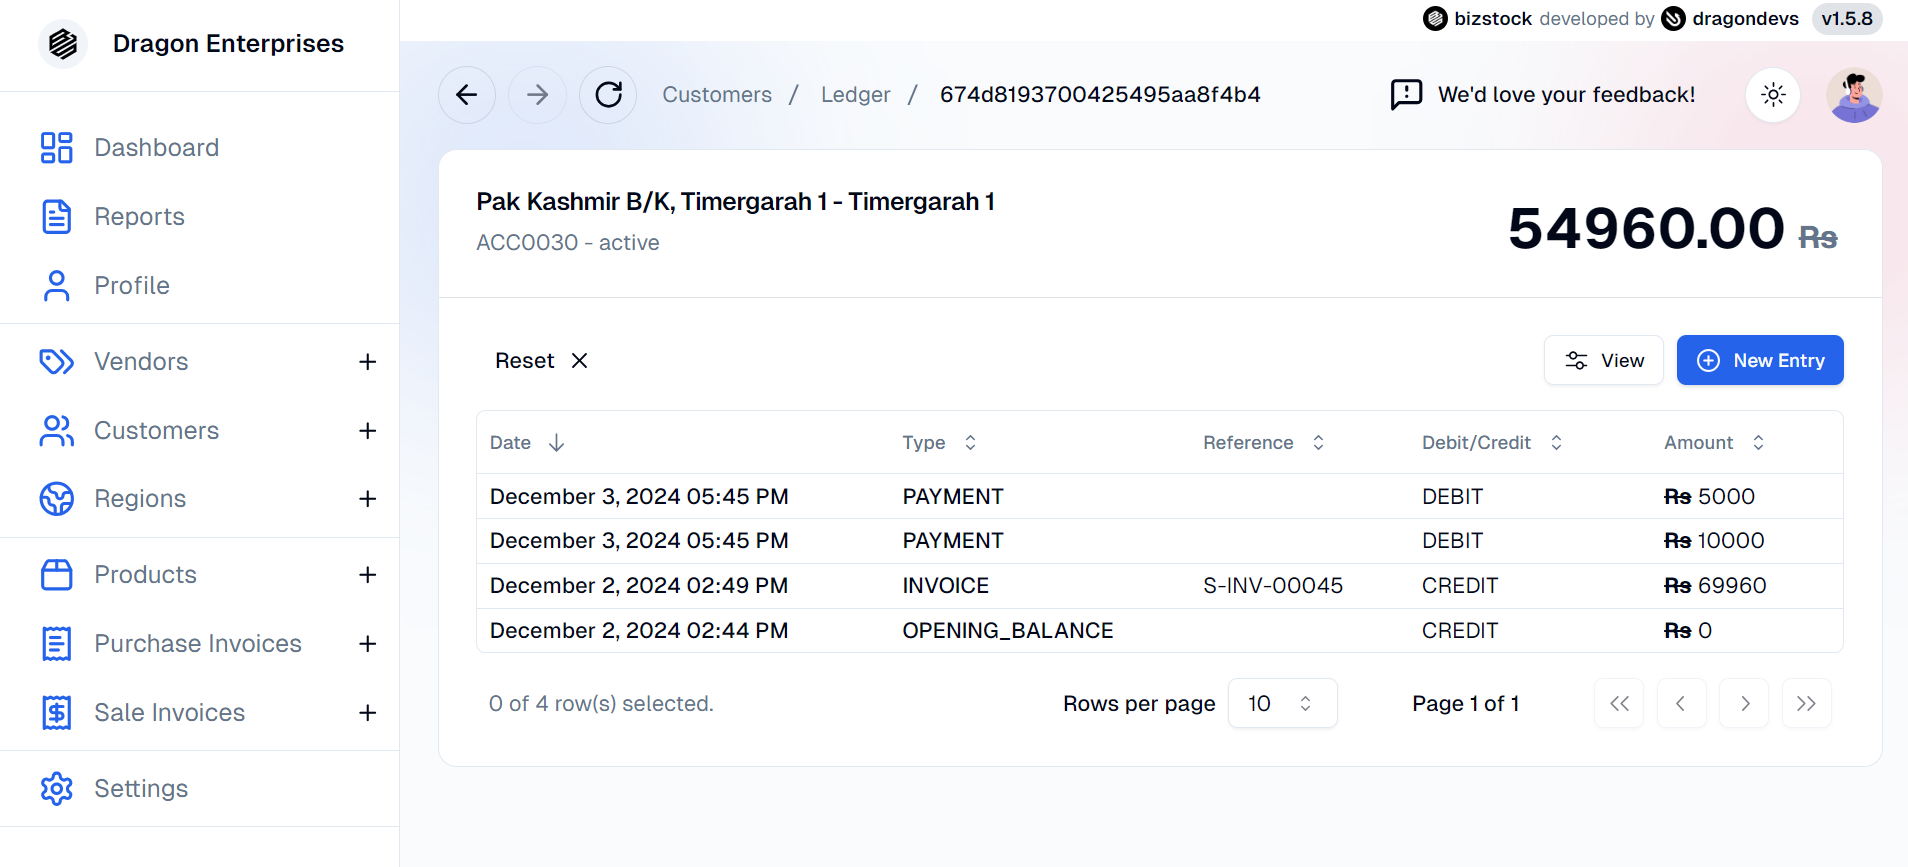 Dragon Enterprises
bizstock developed by dragondevs v1.5.8
Customers / Ledger / 674d8193700425495aa8f4b4
We'd love your feedback!
Dashboard
Reports
Profile
Vendors
Customers
Regions
Products
Purchase Invoices
Sale Invoices
Settings
Pak Kashmir B/K, Timergarah 1 - Timergarah 1
ACC0030 - active
54960.00 Rs
Reset
View
New Entry
Date Type Reference Debit/Credit Amount
December 3, 2024 05:45 PM PAYMENT DEBIT Rs 5000
December 3, 2024 05:45 PM PAYMENT DEBIT Rs 10000
December 2, 2024 02:49 PM INVOICE S-INV-00045 CREDIT Rs 69960
December 2, 2024 02:44 PM OPENING_BALANCE CREDIT Rs 0
0 of 4 row(s) selected.
Rows per page 10
Page 1 of 1